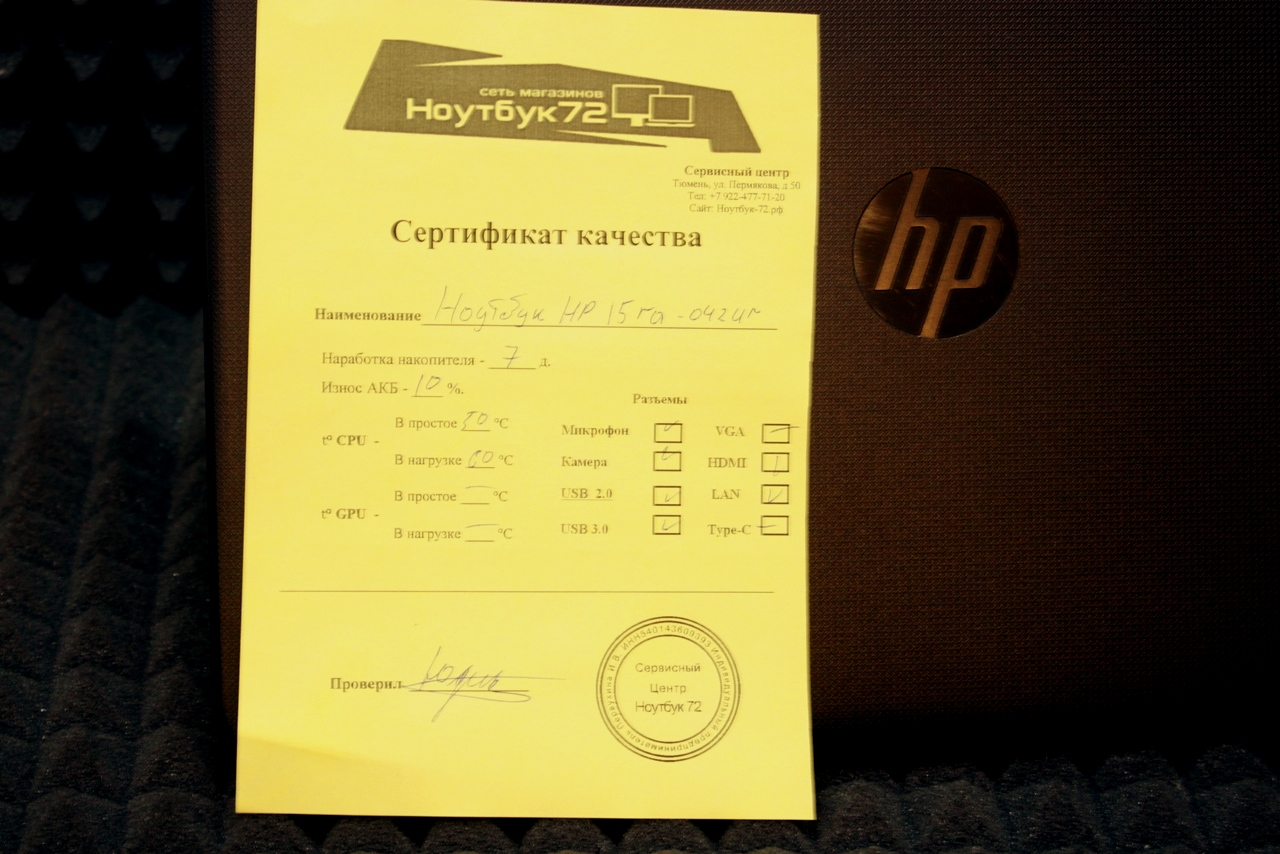 сеть магазинов
Ноутбук72
Сервисный центр
Тюмень, ул. Пермякова, д.50
Тел: +7 922-477-71-20
Сайт: Ноутбук-72.рф
Сертификат качества
Наименование Ноутбук HP 15 ra-042ur
Наработка накопителя - 7 д.
Износ АКБ - 10 %.
Разъемы
t° CPU -
В простое 50 °C
В нагрузке 60 °C
t° GPU -
В простое — °C
В нагрузке — °C
Микрофон
VGA
Камера
HDMI
USB 2.0
LAN
USB 3.0
Type-C
Проверил
Сервисный
Центр
Ноутбук 72
Индивидуальный предприниматель
hp